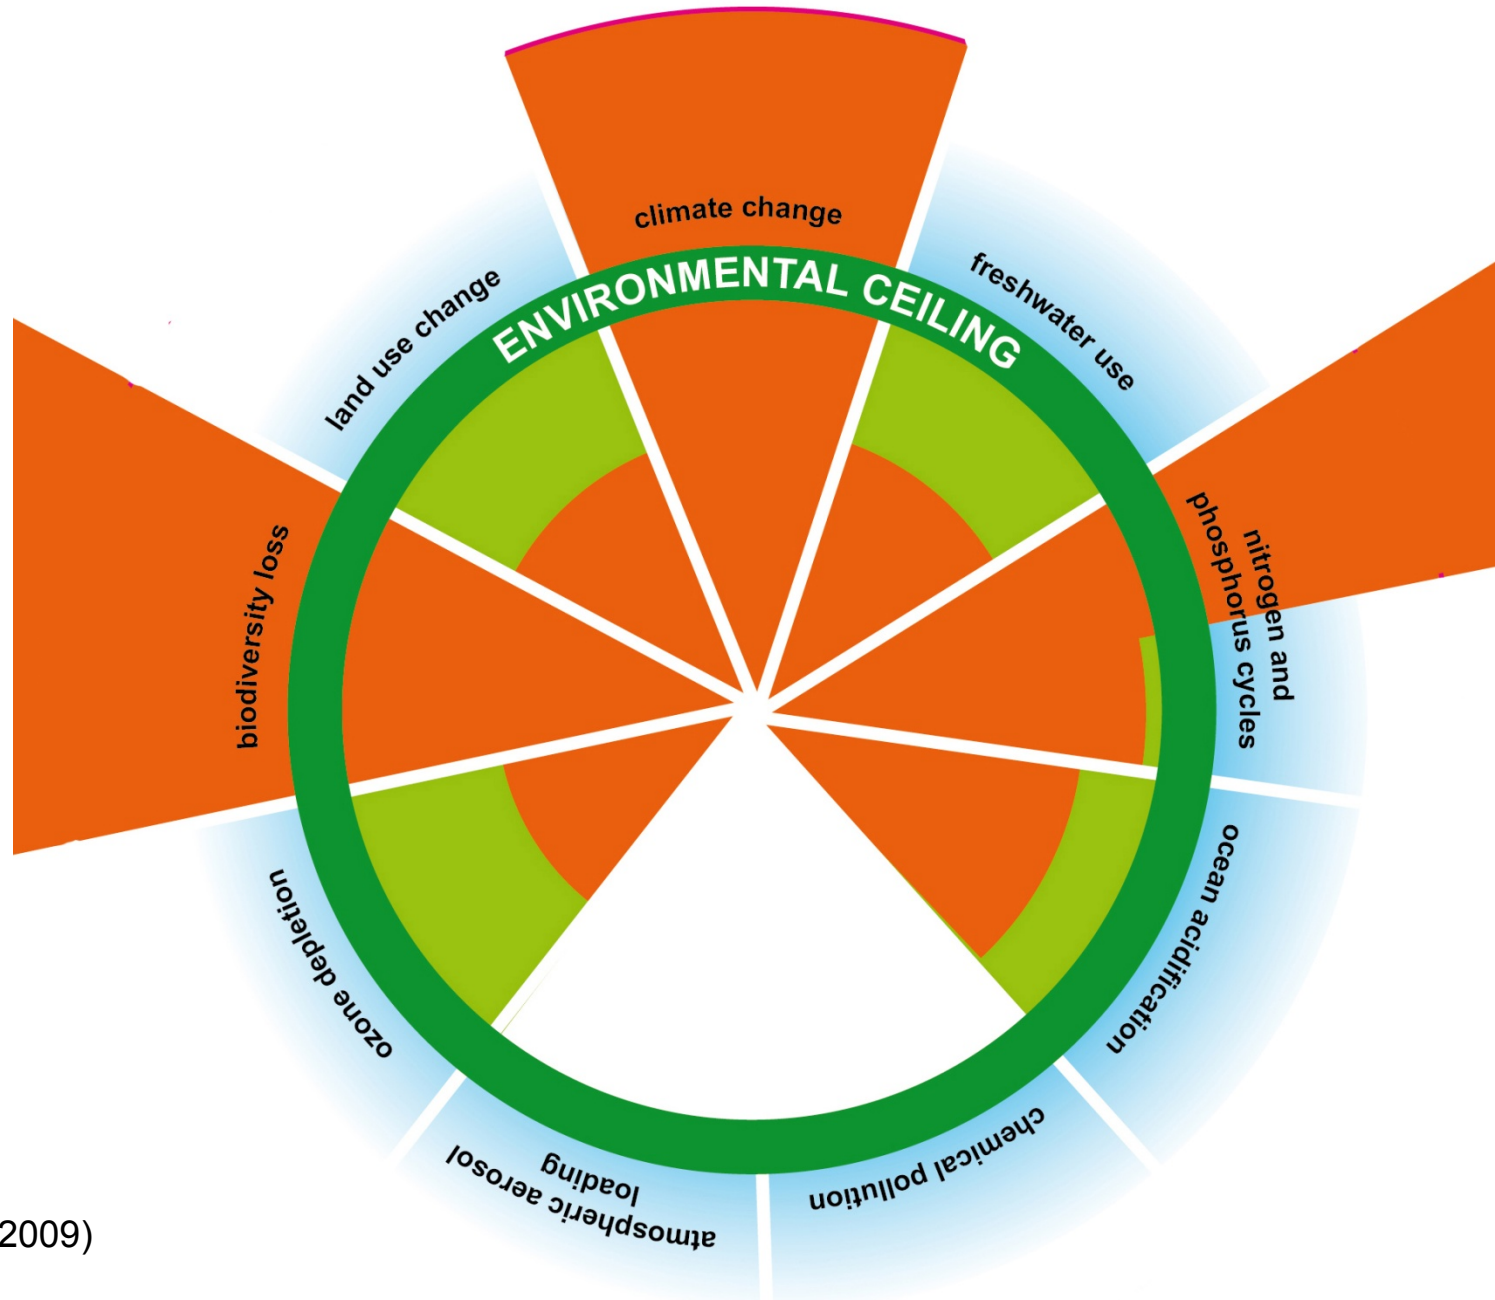 climate change
ENVIRONMENTAL CEILING
freshwater use
nitrogen and
phosphorus cycles
ocean acidification
chemical pollution
atmospheric aerosol
loading
ozone depletion
biodiversity loss
land use change
2009)